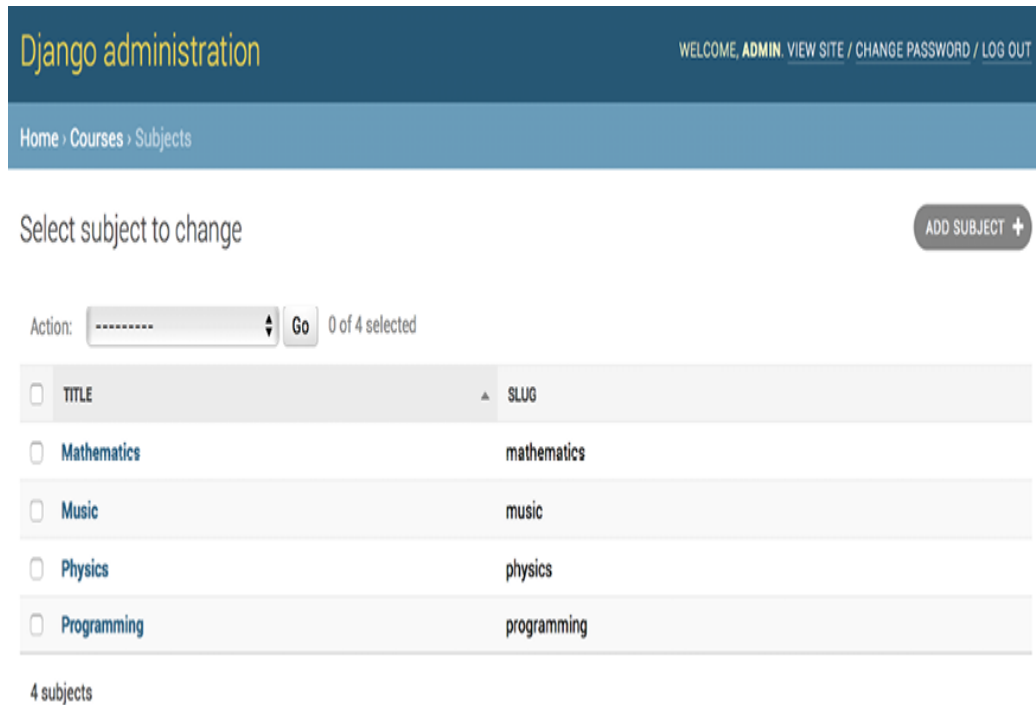 Django administration
WELCOME, ADMIN. VIEW SITE / CHANGE PASSWORD / LOG OUT
Home › Courses › Subjects
Select subject to change
ADD SUBJECT +
Action: --------- Go 0 of 4 selected
TITLE SLUG
Mathematics mathematics
Music music
Physics physics
Programming programming
4 subjects